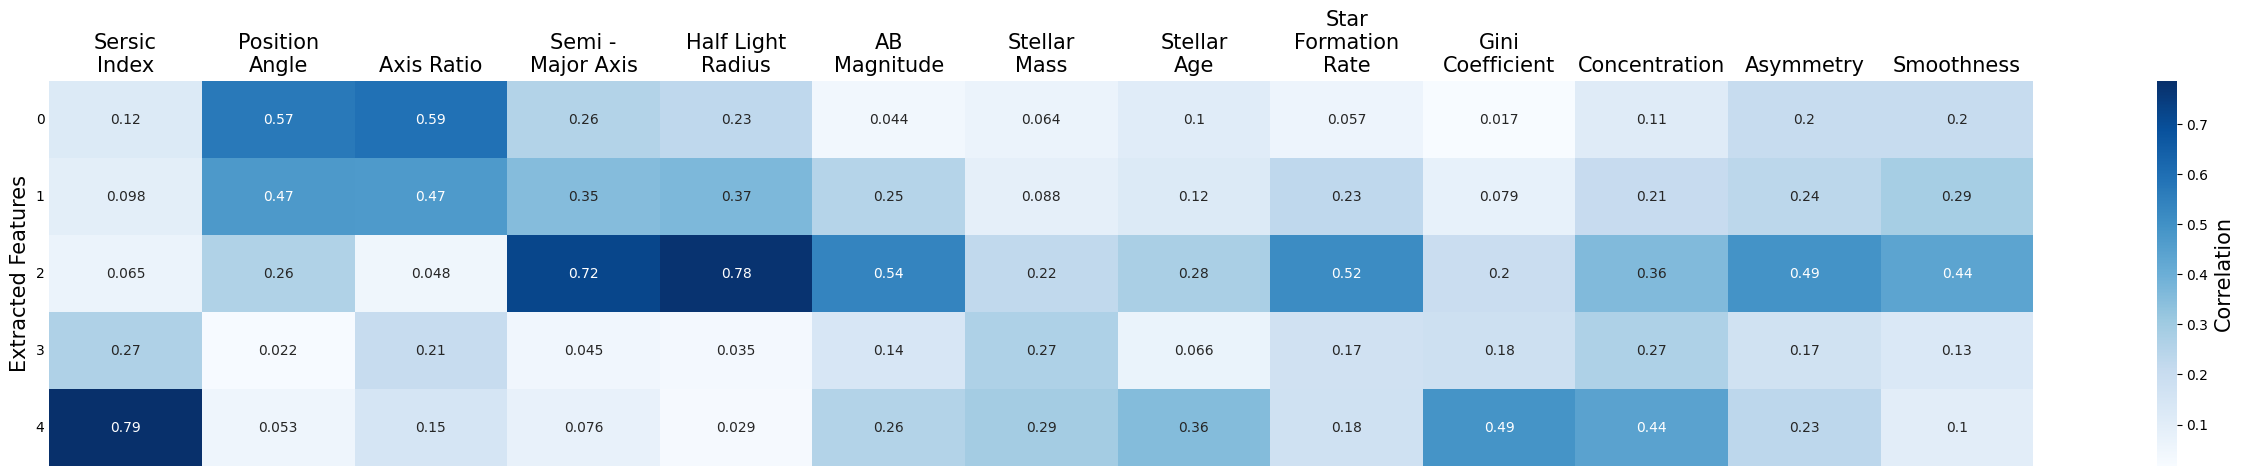 Star
Sersic Position Semi - Half Light AB Stellar Stellar Formation Gini
Index Angle Axis Ratio Major Axis Radius Magnitude Mass Age Rate Coefficient Concentration Asymmetry Smoothness
0 0.12 0.57 0.59 0.26 0.23 0.044 0.064 0.1 0.057 0.017 0.11 0.2 0.2
1 0.098 0.47 0.47 0.35 0.37 0.25 0.088 0.12 0.23 0.079 0.21 0.24 0.29
2 0.065 0.26 0.048 0.72 0.78 0.54 0.22 0.28 0.52 0.2 0.36 0.49 0.44
3 0.27 0.022 0.21 0.045 0.035 0.14 0.27 0.066 0.17 0.18 0.27 0.17 0.13
4 0.79 0.053 0.15 0.076 0.029 0.26 0.29 0.36 0.18 0.49 0.44 0.23 0.1
Extracted Features
0.7
0.6
0.5
0.4
0.3
0.2
0.1
Correlation